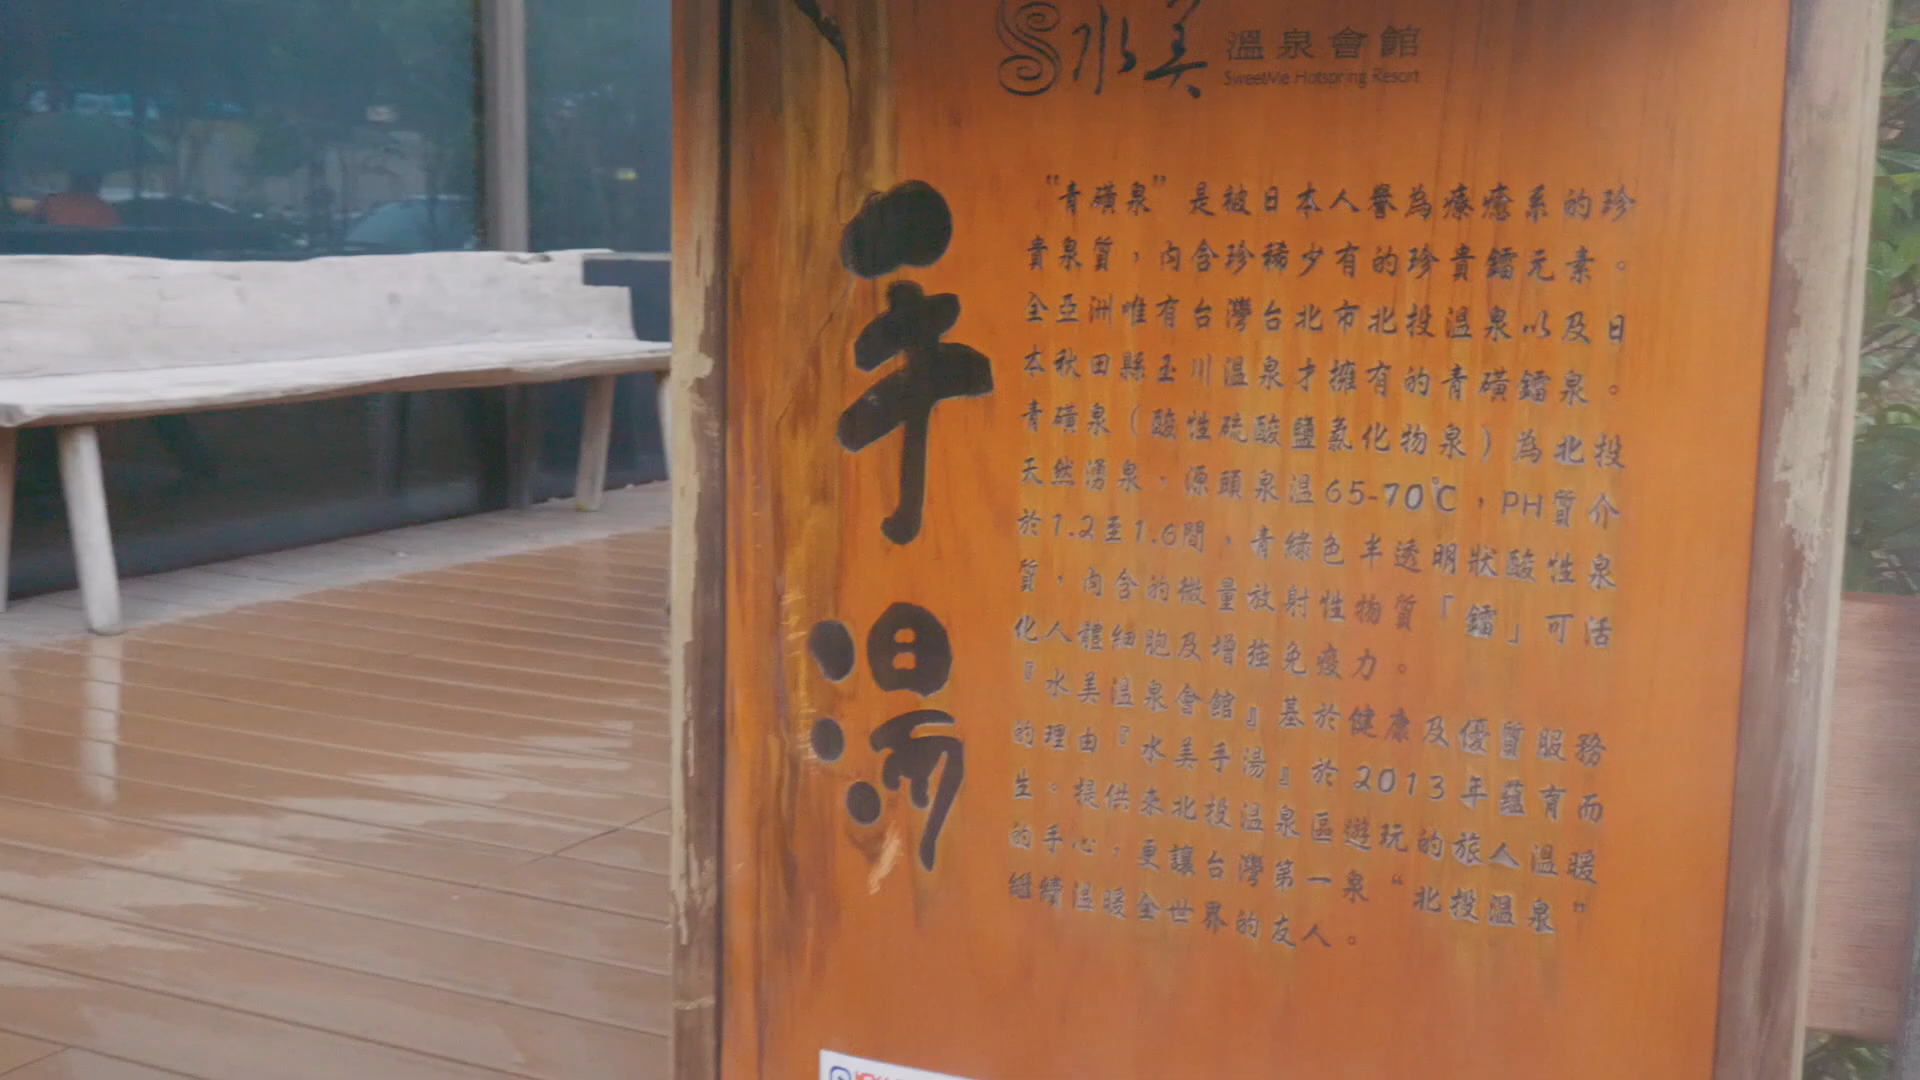 水美 溫泉會館
SweetMe Hotspring Resort
手湯
"青磺泉"是被日本人譽為療癒系的珍
貴泉質,內含珍稀少有的珍貴鐳元素。
全亞洲唯有台灣台北市北投溫泉以及日
本秋田縣玉川溫泉才擁有的青磺鐳泉。
青磺泉(酸性硫酸鹽氯化物泉)為北投
天然湧泉,源頭泉溫65-70℃,PH質介
於1.2至1.6間,青綠色半透明狀酸性泉
質,內含的微量放射性物質「鐳」可活
化人體細胞及增強免疫力。
『水美溫泉會館』基於健康及優質服務
的理由『水美手湯』於2013年蘊育而
生。提供來北投溫泉區遊玩的旅人溫暖
的手心,更讓台灣第一泉"北投溫泉"
繼續溫暖全世界的友人。